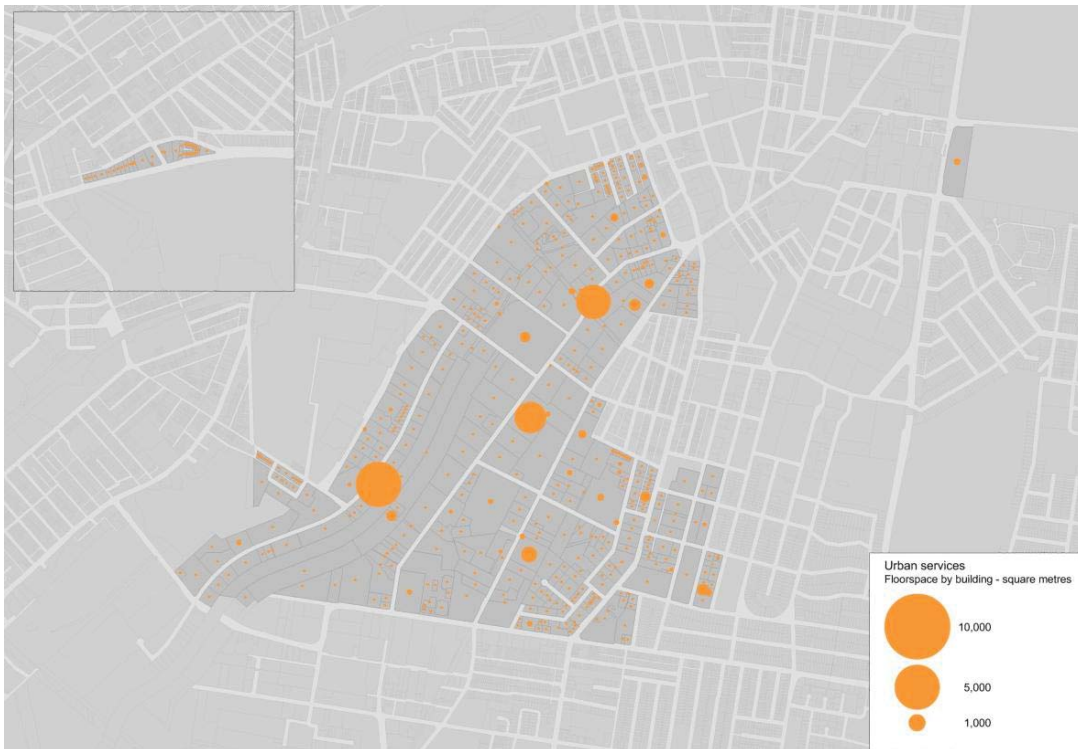 Urban services
Floorspace by building - square metres
10,000
5,000
1,000